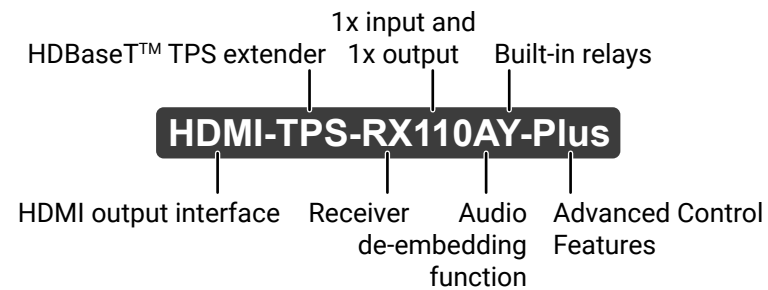 1x input and
HDBaseT™ TPS extender 1x output Built-in relays
HDMI-TPS-RX110AY-Plus
HDMI output interface Receiver Audio Advanced Control
de-embedding Features
function